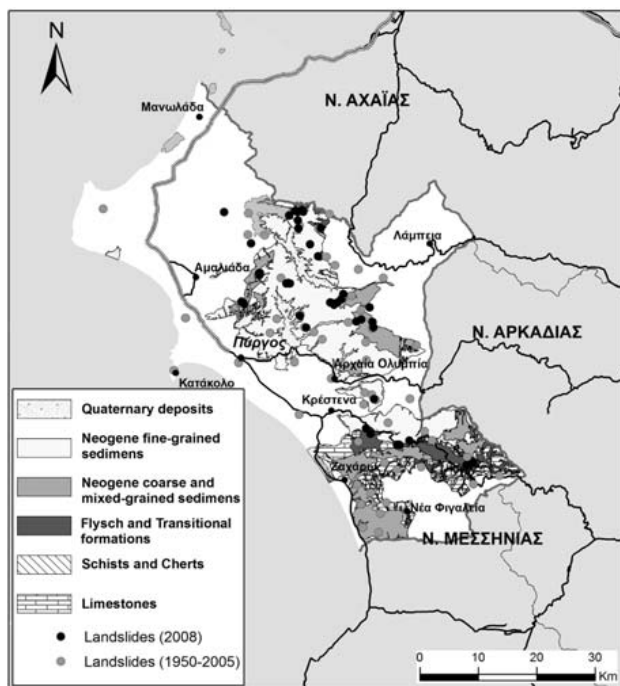 N
Ν. ΑΧΑΪΑΣ
Μανωλάδα
Λάμπεια
Αμαλιάδα
Ν. ΑΡΚΑΔΙΑΣ
Πύργος
Αρχαία Ολυμπία
Κατάκολο
Κρέστενα
Ζαχάρω
Νέα Φιγαλεία
Ν. ΜΕΣΣΗΝΙΑΣ
Quaternary deposits
Neogene fine-grained
sedimens
Neogene coarse and
mixed-grained sedimens
Flysch and Transitional
formations
Schists and Cherts
Limestones
Landslides (2008)
Landslides (1950-2005)
0 10 20 30
Km